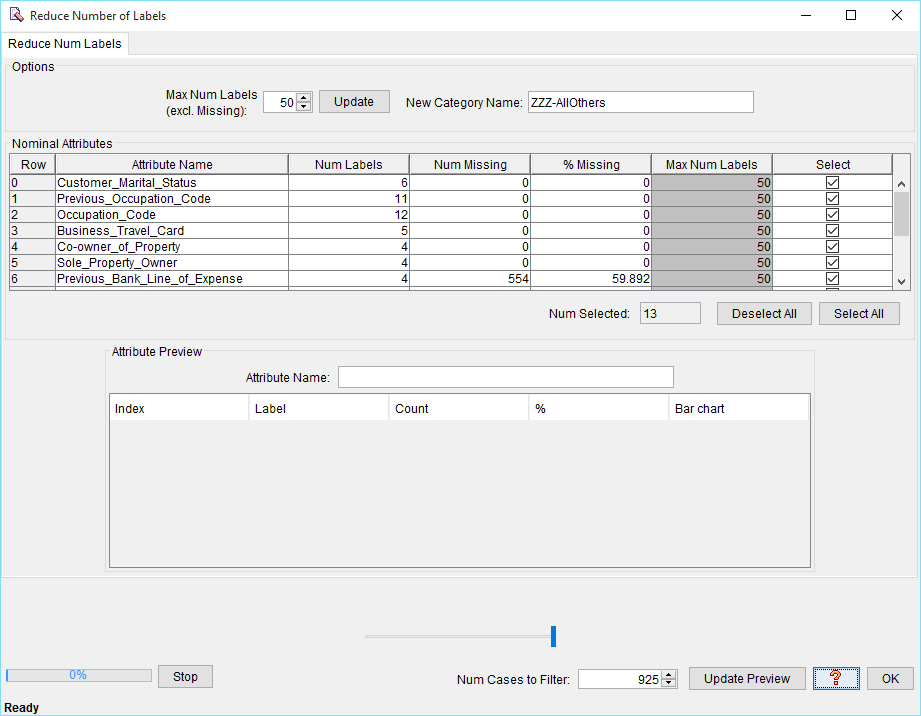 Reduce Number of Labels
Reduce Num Labels
Options
Max Num Labels
(excl. Missing):
50
Update
New Category Name:
ZZZ-AllOthers
Nominal Attributes
Row Attribute Name Num Labels Num Missing % Missing Max Num Labels Select
0 Customer_Marital_Status 6 0 0 50
1 Previous_Occupation_Code 11 0 0 50
2 Occupation_Code 12 0 0 50
3 Business_Travel_Card 5 0 0 50
4 Co-owner_of_Property 4 0 0 50
5 Sole_Property_Owner 4 0 0 50
6 Previous_Bank_Line_of_Expense 4 554 59.892 50
Num Selected: 13 Deselect All Select All
Attribute Preview
Attribute Name:
Index Label Count % Bar chart
0% Stop Num Cases to Filter: 925 Update Preview ? OK
Ready